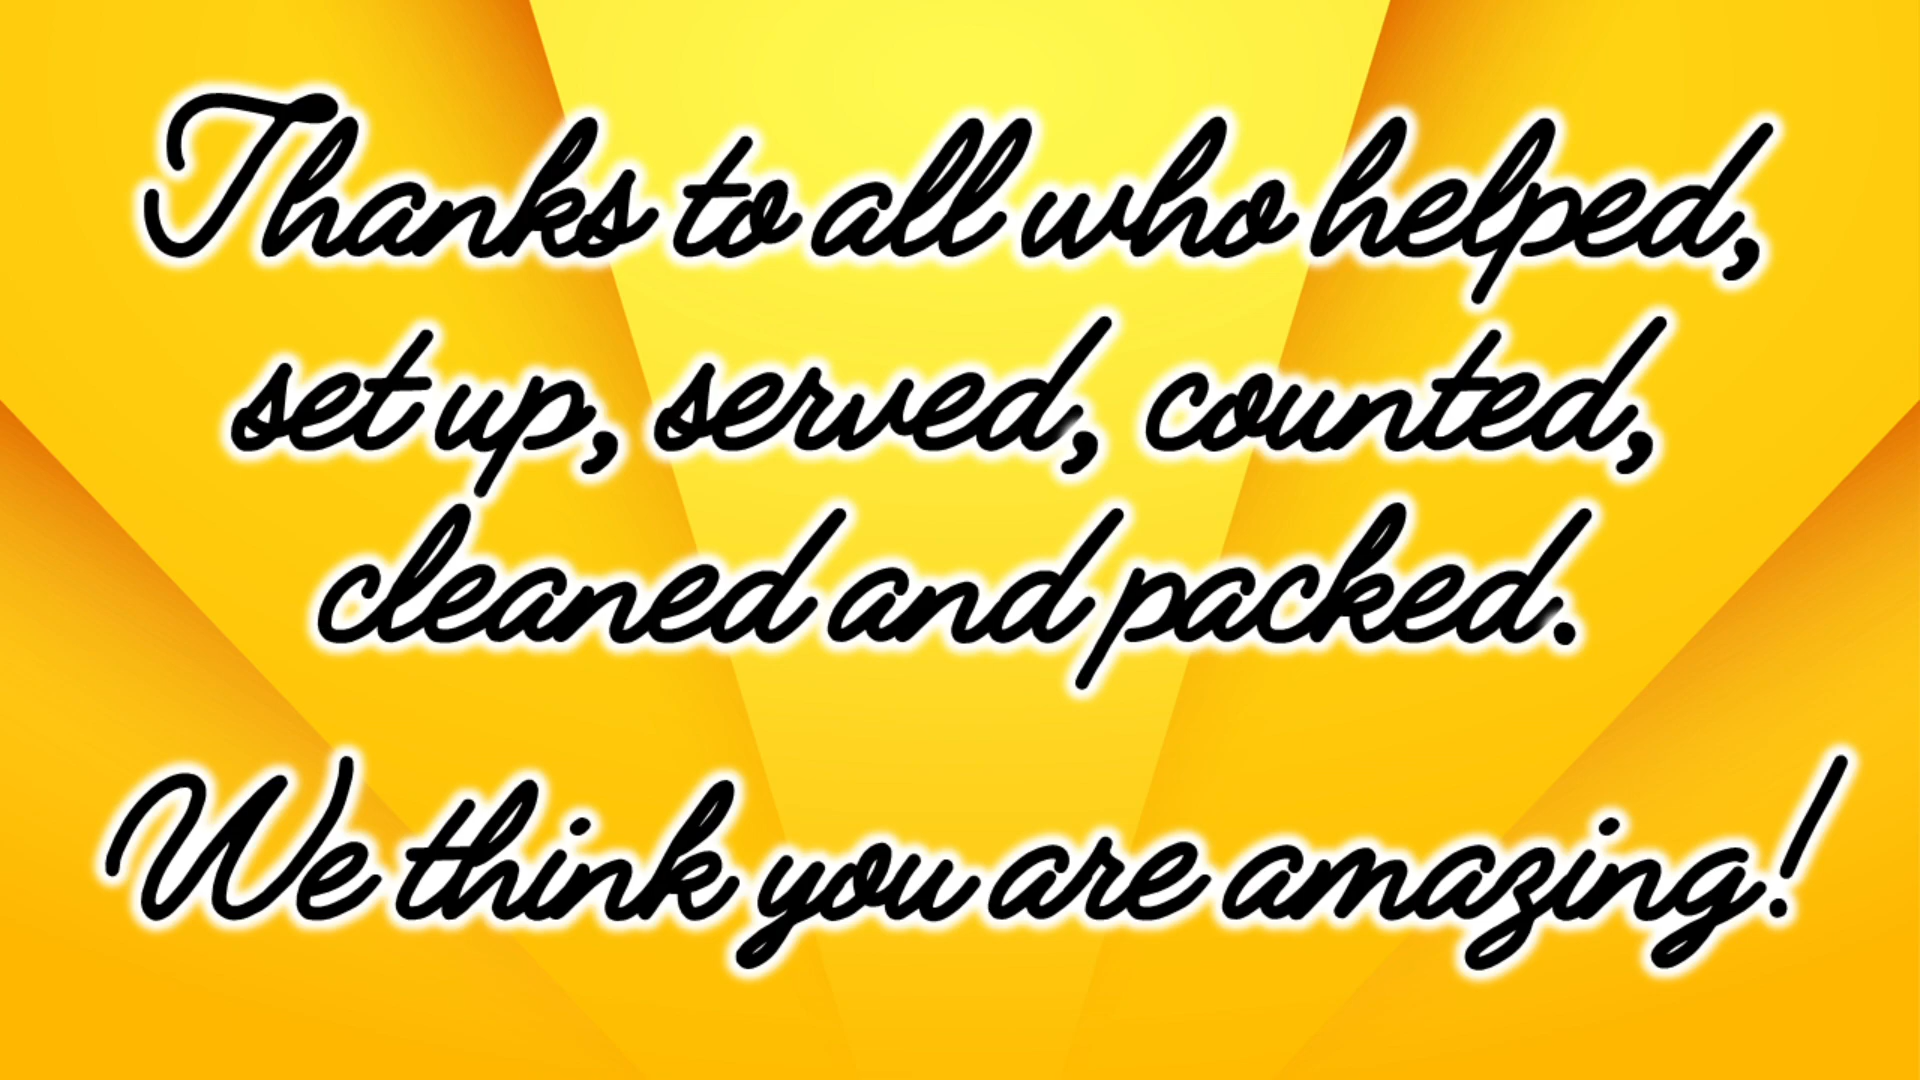 Thanks to all who helped,
set up, served, counted,
cleaned and packed.
We think you are amazing!